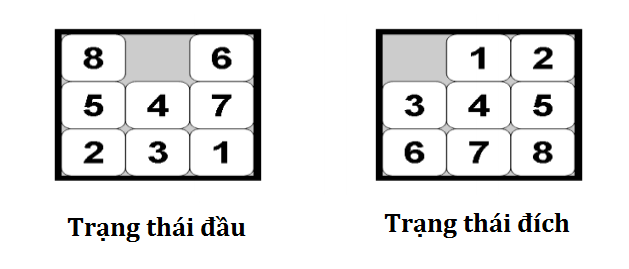 8 6
5 4 7
2 3 1
Trạng thái đầu
1 2
3 4 5
6 7 8
Trạng thái đích